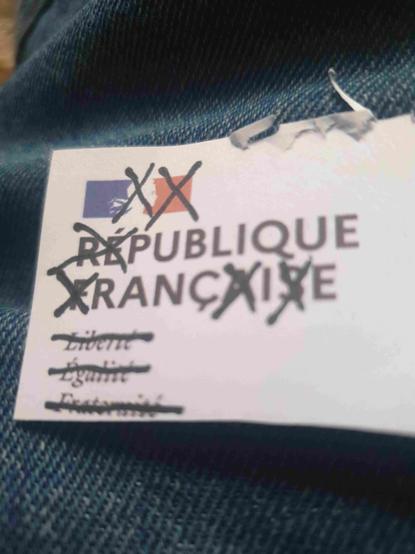 RÉPUBLIQUE
FRANÇAISE
Liberté
Égalité
Fraternité